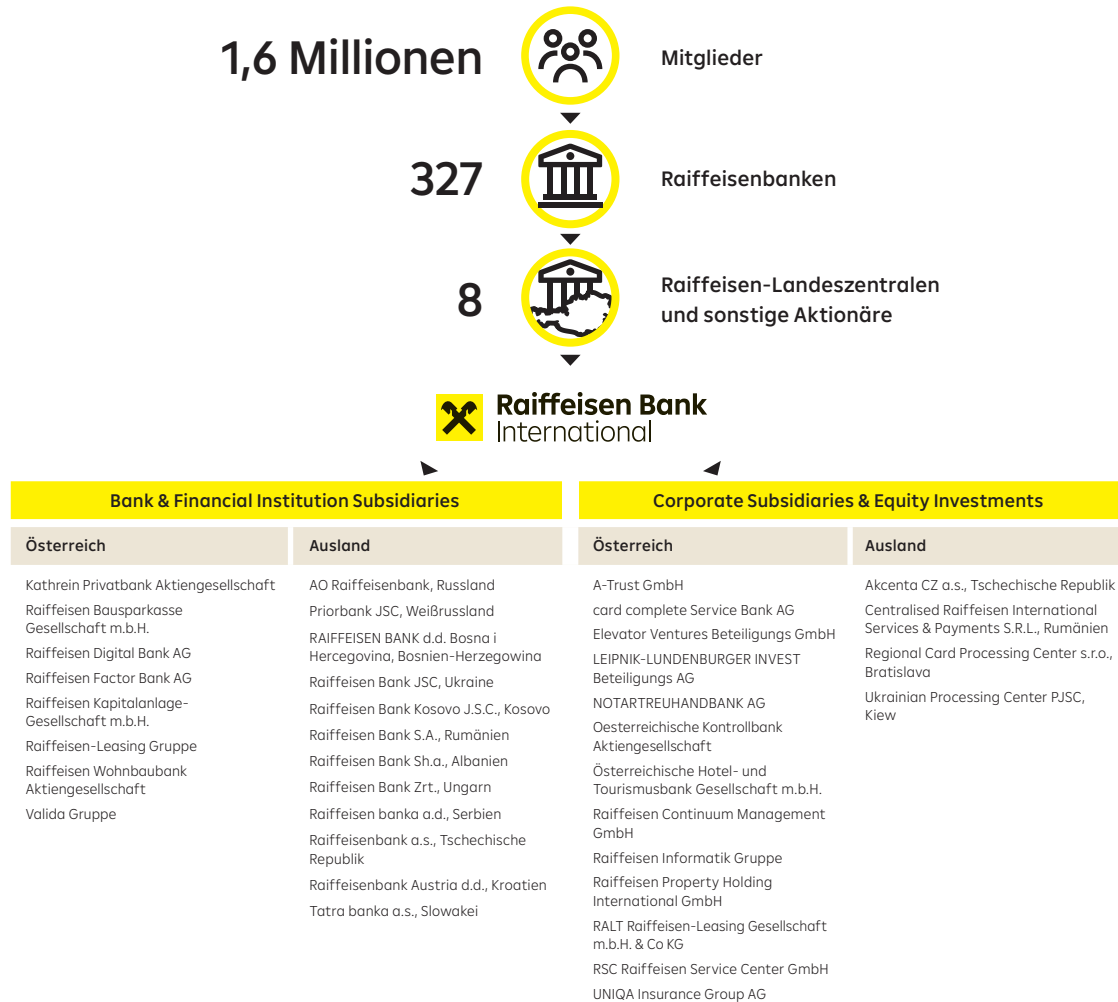 1,6 Millionen
Mitglieder
327
Raiffeisenbanken
8
Raiffeisen-Landeszentralen
und sonstige Aktionäre
Raiffeisen Bank
International
Bank & Financial Institution Subsidiaries
Österreich
Kathrein Privatbank Aktiengesellschaft
Raiffeisen Bausparkasse
Gesellschaft m.b.H.
Raiffeisen Digital Bank AG
Raiffeisen Factor Bank AG
Raiffeisen Kapitalanlage-
Gesellschaft m.b.H.
Raiffeisen-Leasing Gruppe
Raiffeisen Wohnbaubank
Aktiengesellschaft
Valida Gruppe
Ausland
AO Raiffeisenbank, Russland
Priorbank JSC, Weißrussland
RAIFFEISEN BANK d.d. Bosna i
Hercegovina, Bosnien-Herzegowina
Raiffeisen Bank JSC, Ukraine
Raiffeisen Bank Kosovo J.S.C., Kosovo
Raiffeisen Bank S.A., Rumänien
Raiffeisen Bank Sh.a., Albanien
Raiffeisen Bank Zrt., Ungarn
Raiffeisen banka a.d., Serbien
Raiffeisenbank a.s., Tschechische
Republik
Raiffeisenbank Austria d.d., Kroatien
Tatra banka a.s., Slowakei
Corporate Subsidiaries & Equity Investments
Österreich
A-Trust GmbH
card complete Service Bank AG
Elevator Ventures Beteiligungs GmbH
LEIPNIK-LUNDENBURGER INVEST
Beteiligungs AG
NOTARTREUHANDBANK AG
Oesterreichische Kontrollbank
Aktiengesellschaft
Österreichische Hotel- und
Tourismusbank Gesellschaft m.b.H.
Raiffeisen Continuum Management
GmbH
Raiffeisen Informatik Gruppe
Raiffeisen Property Holding
International GmbH
RALT Raiffeisen-Leasing Gesellschaft
m.b.H. & Co KG
RSC Raiffeisen Service Center GmbH
UNIQA Insurance Group AG
Ausland
Akcenta CZ a.s., Tschechische Republik
Centralised Raiffeisen International
Services & Payments S.R.L., Rumänien
Regional Card Processing Center s.r.o.,
Bratislava
Ukrainian Processing Center PJSC,
Kiew